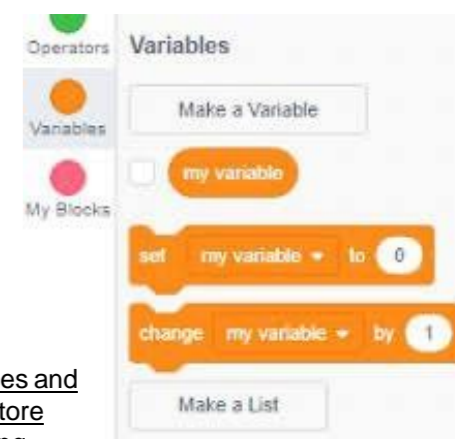 Operators
Variables
Make a Variable
Variables
my variable
My Blocks
set my variable to 0
change my variable by 1
es and
tore
Make a List